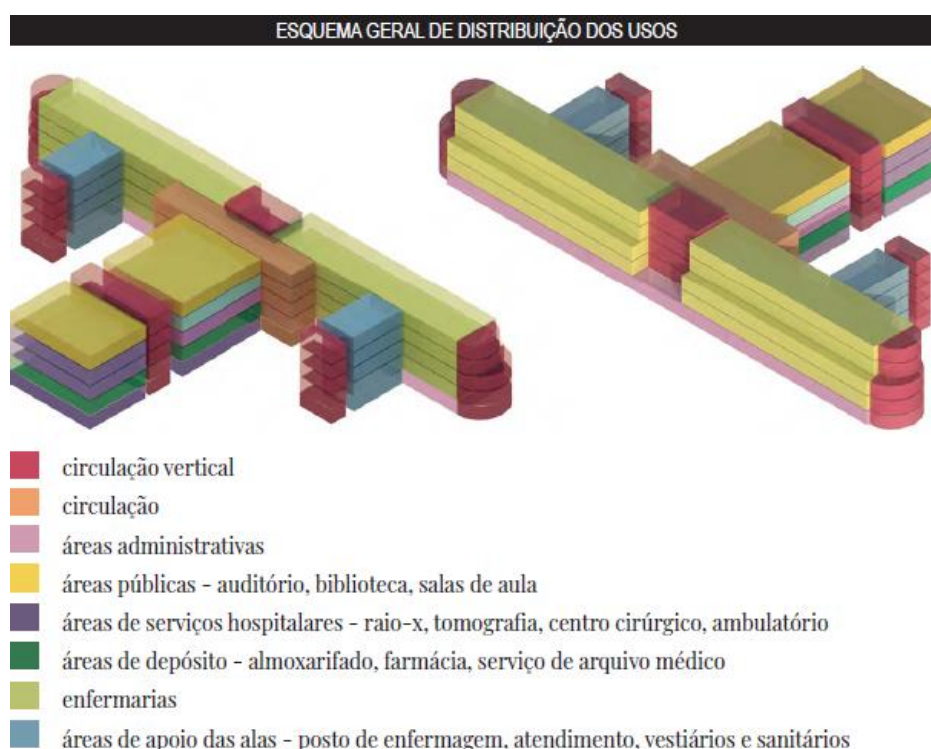 ESQUEMA GERAL DE DISTRIBUIÇÃO DOS USOS
circulação vertical
circulação
áreas administrativas
áreas públicas - auditório, biblioteca, salas de aula
áreas de serviços hospitalares - raio-x, tomografia, centro cirúrgico, ambulatório
áreas de depósito - almoxarifado, farmácia, serviço de arquivo médico
enfermarias
áreas de apoio das alas - posto de enfermagem, atendimento, vestiários e sanitários